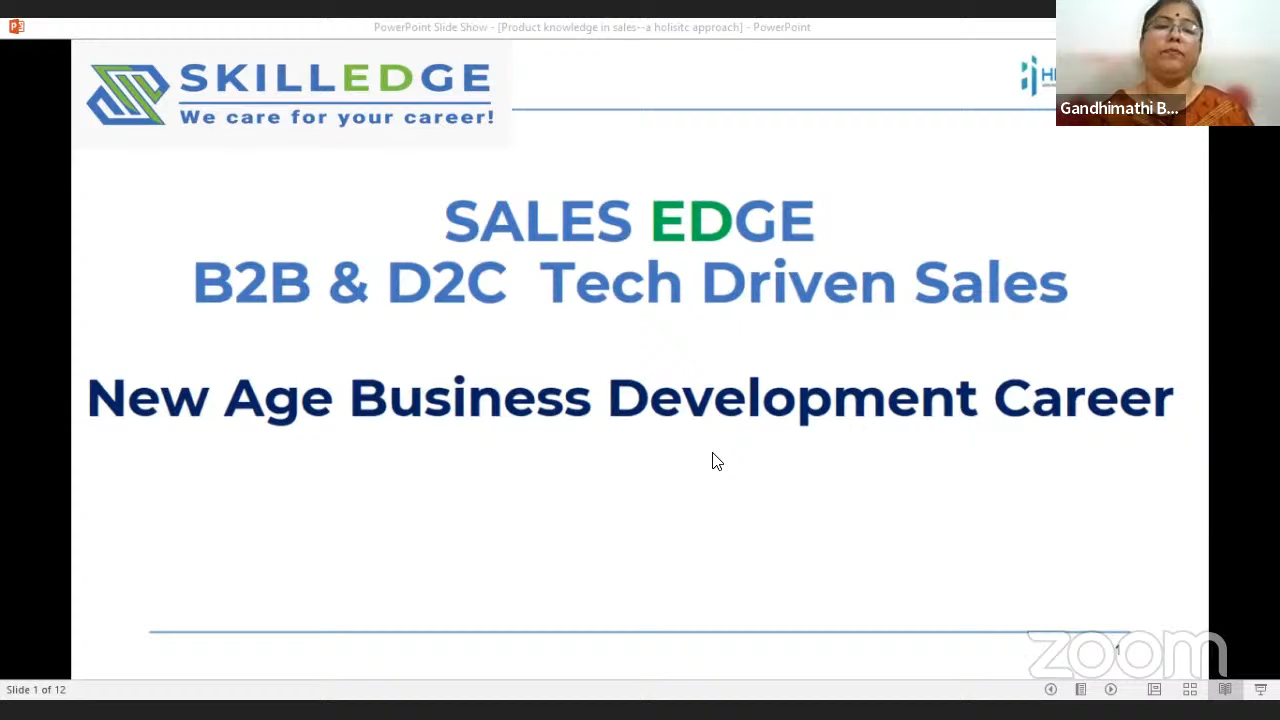 PowerPoint Slide Show - [Product knowledge in sales--a holisitc approach] - PowerPoint
SKILLEDGE
We care for your career!
Gandhimathi B...
SALES EDGE
B2B & D2C Tech Driven Sales
New Age Business Development Career
zoom
Slide 1 of 12